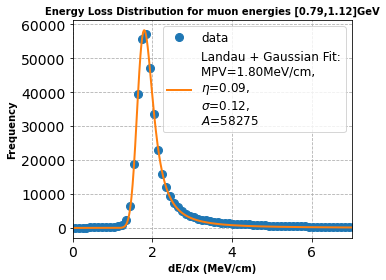 Energy Loss Distribution for muon energies [0.79,1.12]GeV
data
Landau + Gaussian Fit:
MPV=1.80MeV/cm,
η=0.09,
σ=0.12,
A=58275
Frequency
60000
50000
40000
30000
20000
10000
0
0 2 4 6
dE/dx (MeV/cm)